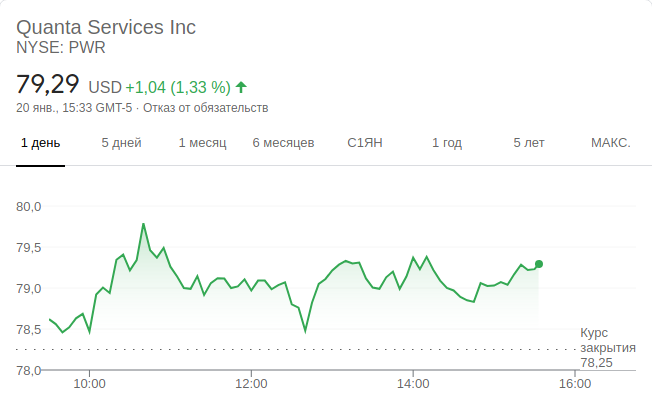 Quanta Services Inc
NYSE: PWR
79,29 USD +1,04 (1,33 %)
20 янв., 15:33 GMT-5 · Отказ от обязательств
1 день 5 дней 1 месяц 6 месяцев С1ЯН 1 год 5 лет МАКС.
80,0
79,5
79,0
78,5
Курс
закрытия
78,25
78,0
10:00 12:00 14:00 16:00